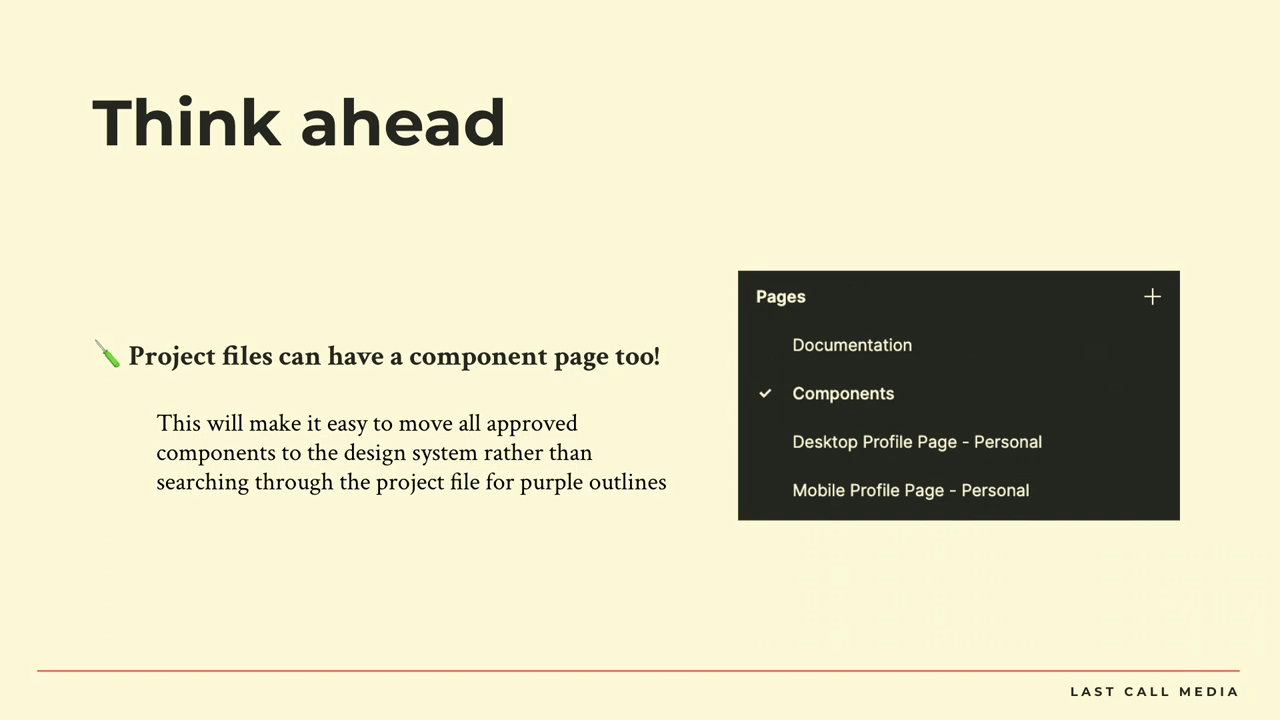 Think ahead
Project files can have a component page too!
This will make it easy to move all approved
components to the design system rather than
searching through the project file for purple outlines
Pages
Documentation
Components
Desktop Profile Page - Personal
Mobile Profile Page - Personal
LAST CALL MEDIA